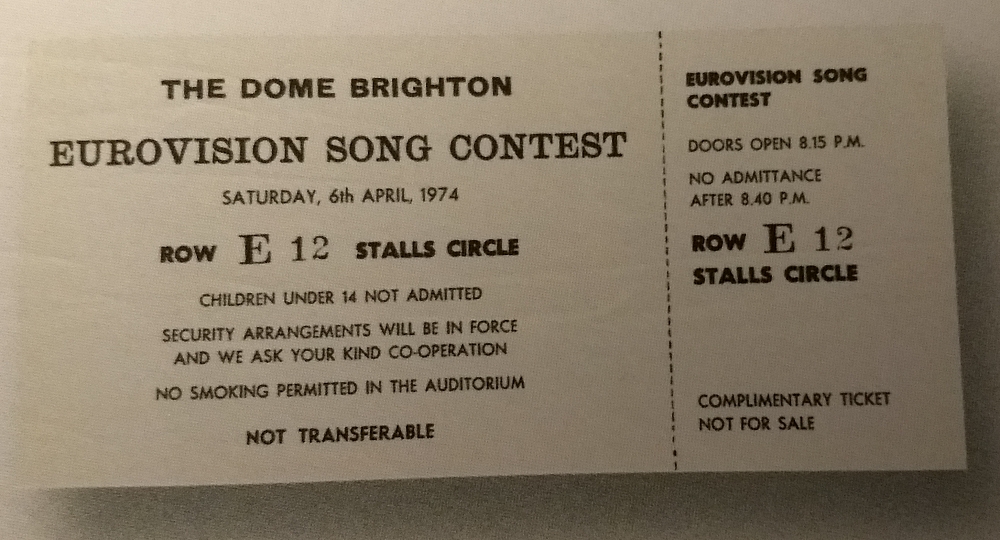 THE DOME BRIGHTON
EUROVISION SONG CONTEST
SATURDAY, 6th APRIL, 1974
ROW E 12 STALLS CIRCLE
CHILDREN UNDER 14 NOT ADMITTED
SECURITY ARRANGEMENTS WILL BE IN FORCE
AND WE ASK YOUR KIND CO-OPERATION
NO SMOKING PERMITTED IN THE AUDITORIUM
NOT TRANSFERABLE
EUROVISION SONG
CONTEST
DOORS OPEN 8.15 P.M.
NO ADMITTANCE
AFTER 8.40 P.M.
ROW E 12
STALLS CIRCLE
COMPLIMENTARY TICKET
NOT FOR SALE